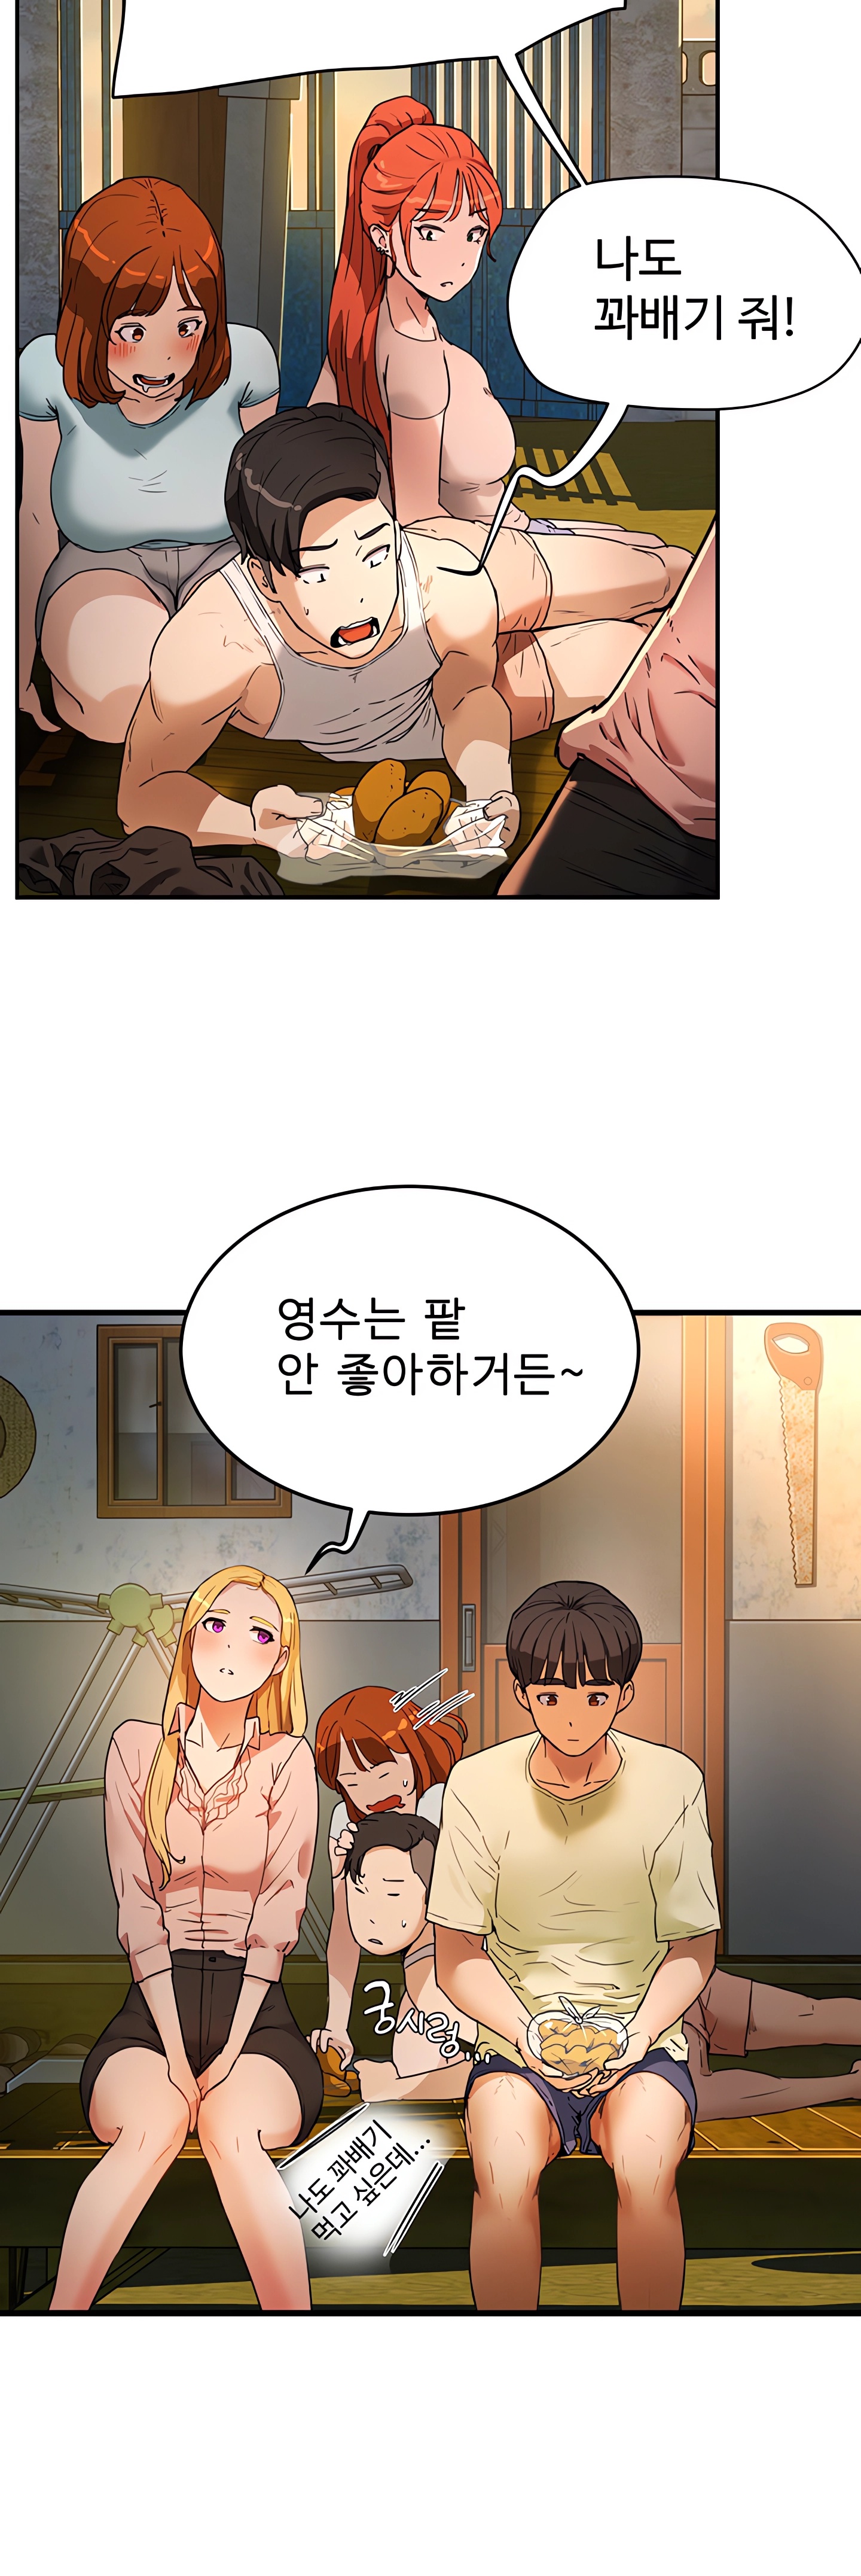 나도
꽈배기 줘!
영수는 팥
안 좋아하거든~
궁시렁...
나도 꽈배기
먹고 싶은데...